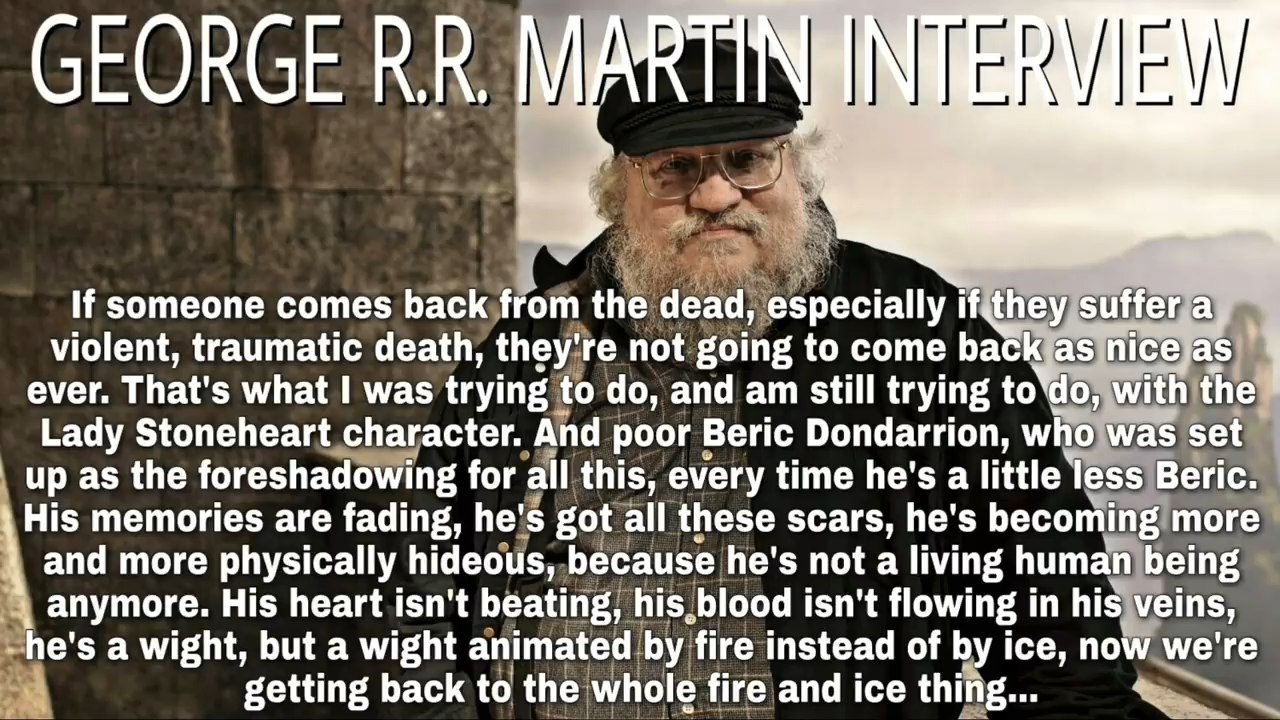 GEORGE R.R. MARTIN INTERVIEW
If someone comes back from the dead, especially if they suffer a
violent, traumatic death, they're not going to come back as nice as
ever. That's what I was trying to do, and am still trying to do, with the
Lady Stoneheart character. And poor Beric Dondarrion, who was set
up as the foreshadowing for all this, every time he's a little less Beric.
His memories are fading, he's got all these scars, he's becoming more
and more physically hideous, because he's not a living human being
anymore. His heart isn't beating, his blood isn't flowing in his veins,
he's a wight, but a wight animated by fire instead of by ice, now we're
getting back to the whole fire and ice thing...